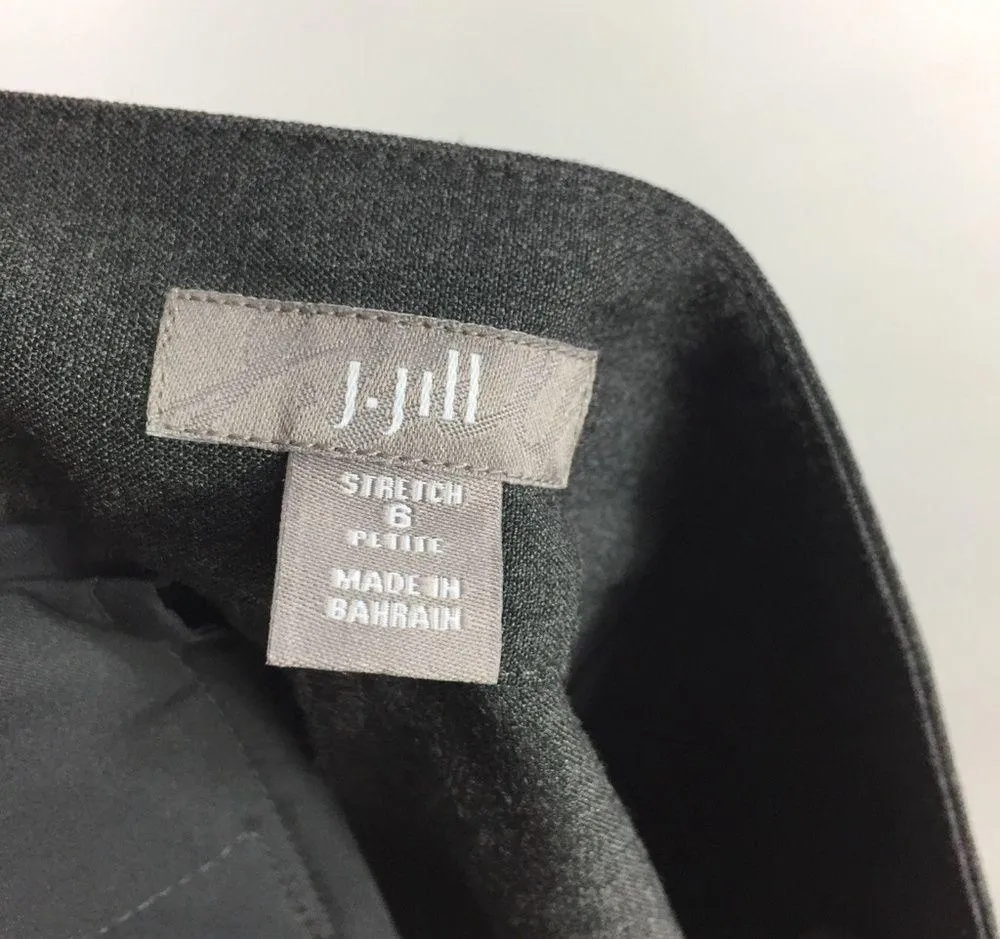 J.Jill
STRETCH
6
PETITE
MADE IN
BAHRAIN